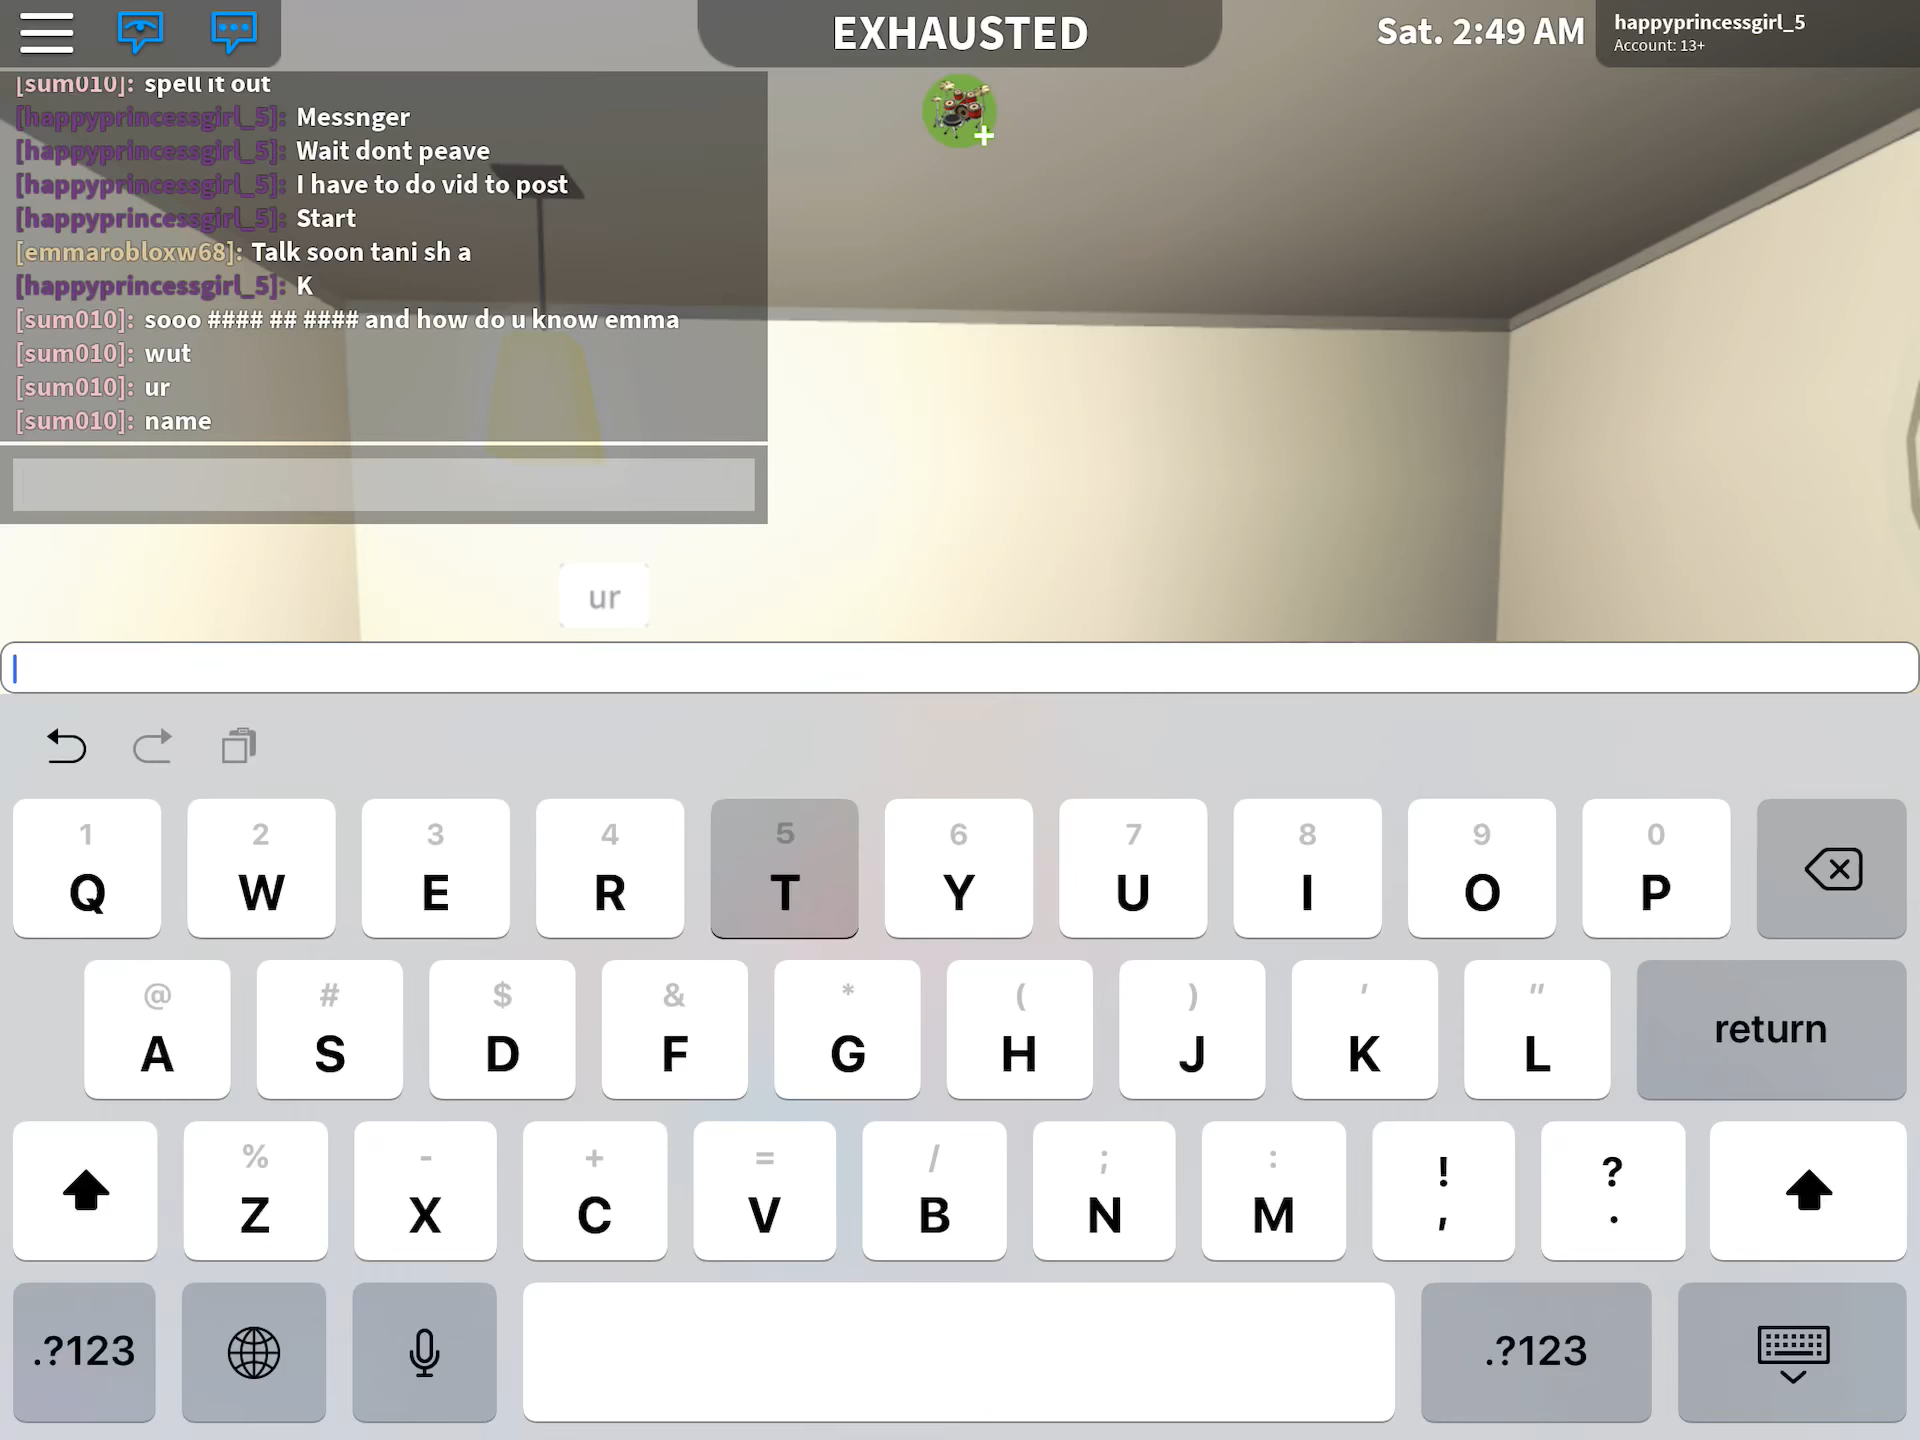 EXHAUSTED
Sat. 2:49 AM
happyprincessgirl_5
Account: 13+
[sum010]: spell it out
[happyprincessgirl_5]: Messnger
[happyprincessgirl_5]: Wait dont peave
[happyprincessgirl_5]: I have to do vid to post
[happyprincessgirl_5]: Start
[emmarobloxw68]: Talk soon tani sh a
[happyprincessgirl_5]: K
[sum010]: sooo #### ## #### and how do u know emma
[sum010]: wut
[sum010]: ur
[sum010]: name
ur
1 2 3 4 5 6 7 8 9 0
Q W E R T Y U I O P
@ # $ & * ( ) ' "
A S D F G H J K L return
% - + = / ; : ! ?
Z X C V B N M , .
.?123 .?123